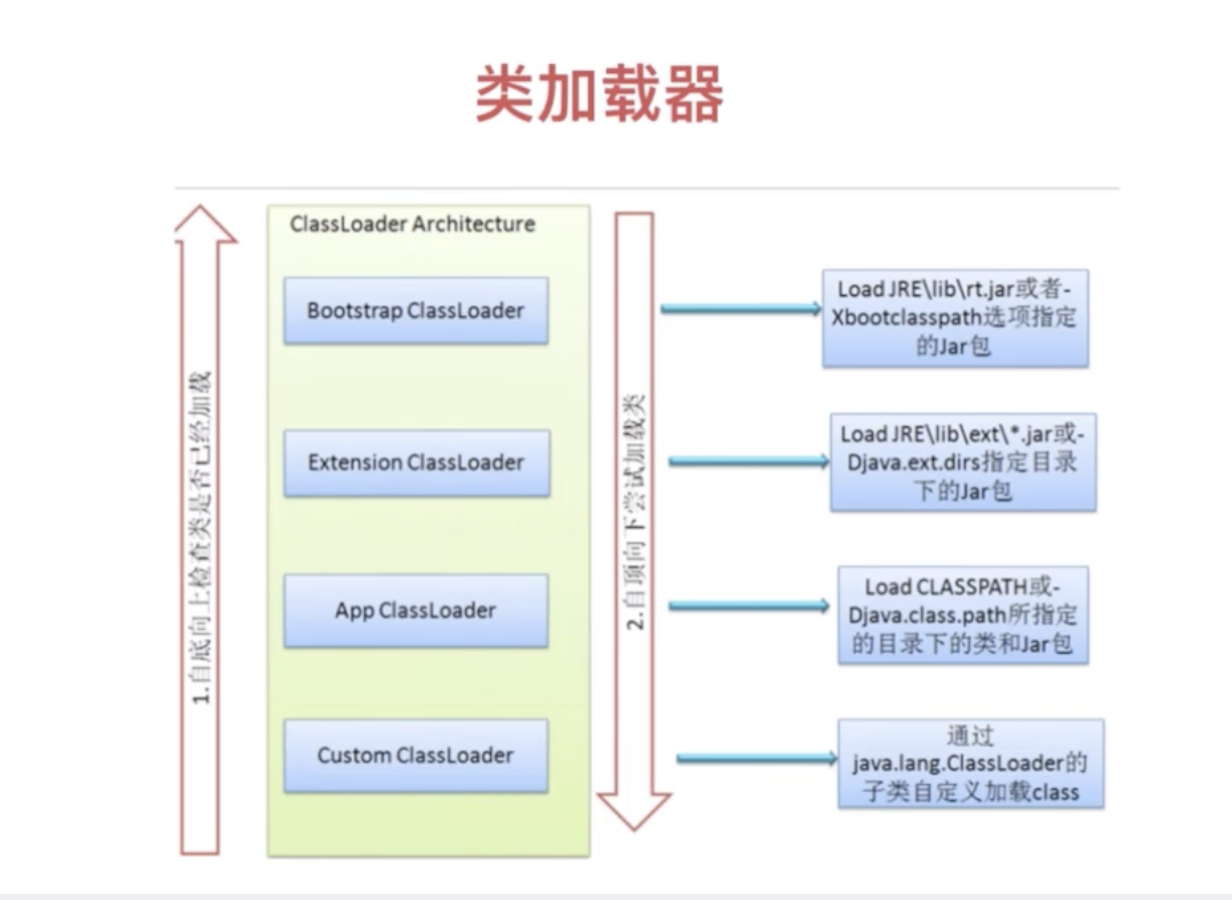 类加载器
ClassLoader Architecture
1.自底向上检查类是否已经加载
2.自顶向下尝试加载类
Bootstrap ClassLoader
Load JRE\lib\rt.jar或者-
Xbootclasspath选项指定
的Jar包
Extension ClassLoader
Load JRE\lib\ext\*.jar或-
Djava.ext.dirs指定目录
下的Jar包
App ClassLoader
Load CLASSPATH或-
Djava.class.path所指定
的目录下的类和Jar包
Custom ClassLoader
通过
java.lang.ClassLoader的
子类自定义加载class